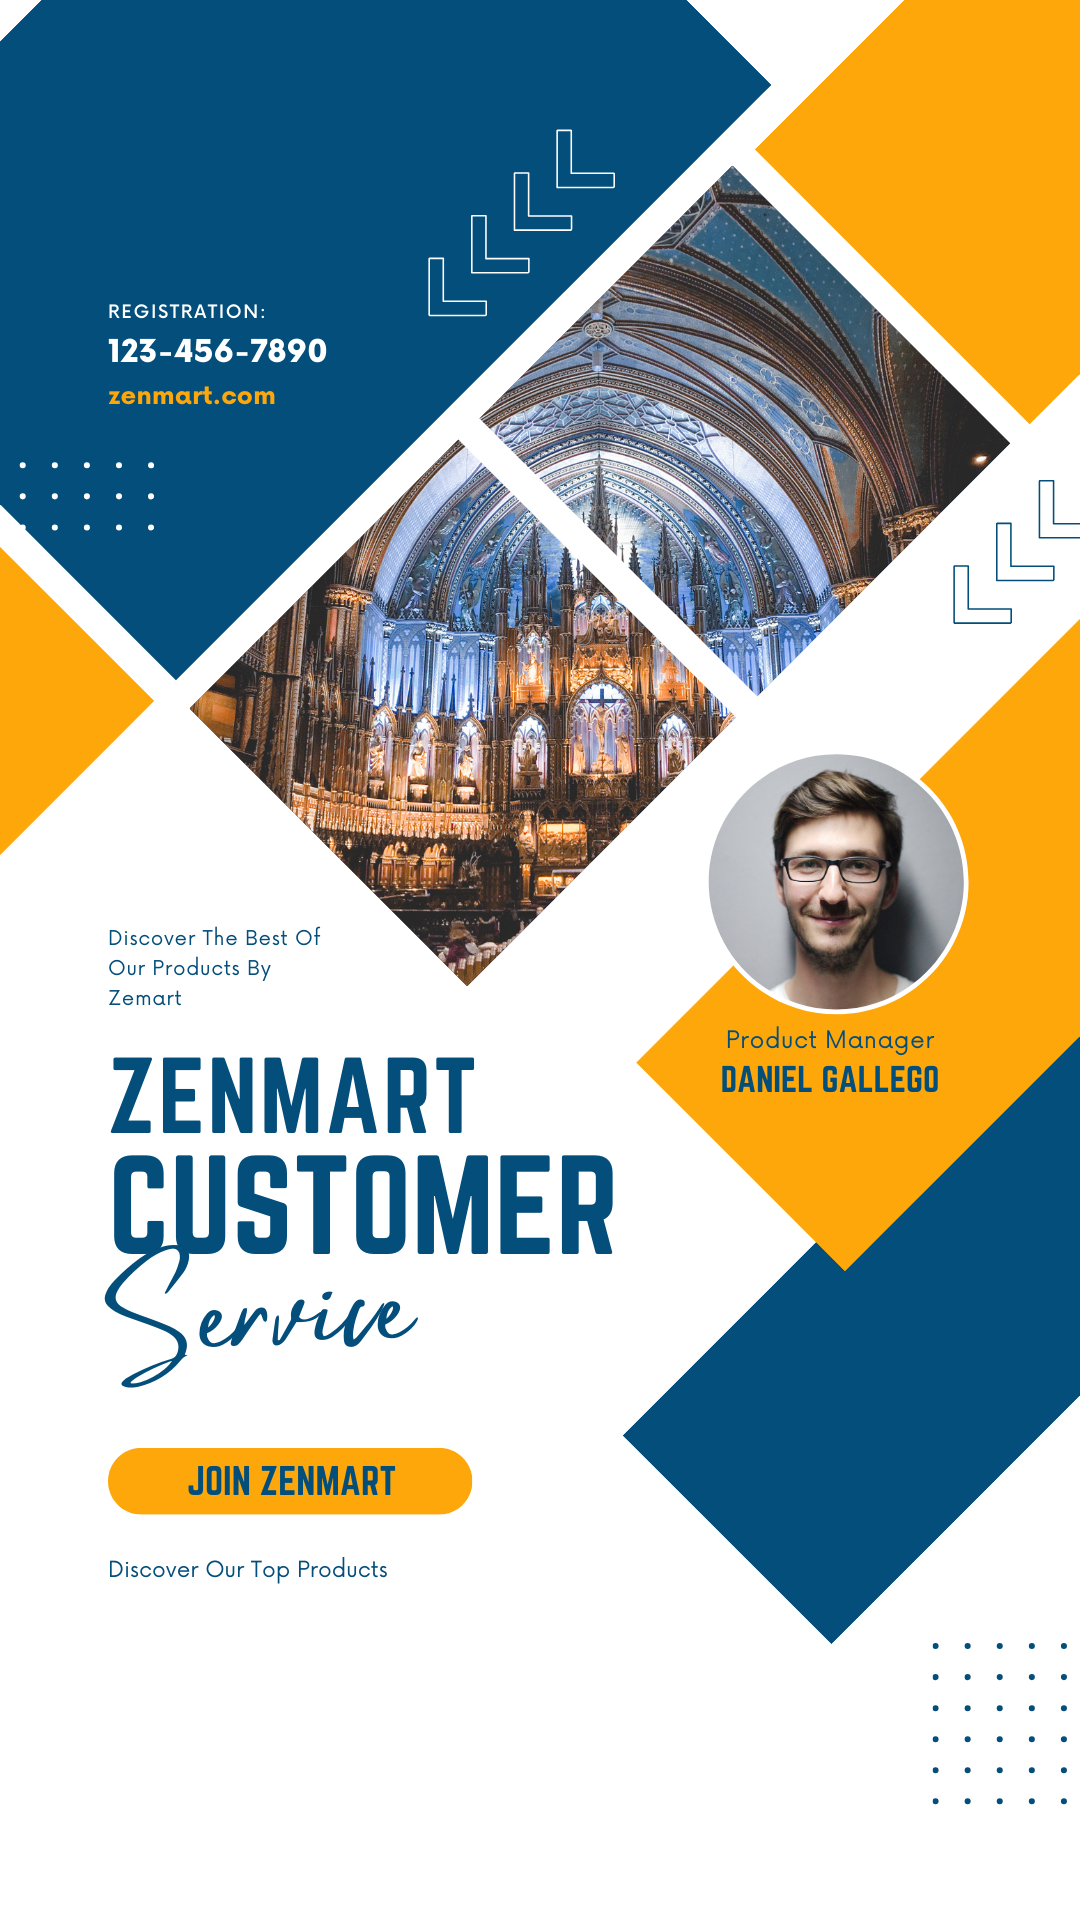 REGISTRATION:
123-456-7890
zenmart.com
Discover The Best Of
Our Products By
Zemart
Product Manager
DANIEL GALLEGO
ZENMART
CUSTOMER
Service
JOIN ZENMART
Discover Our Top Products